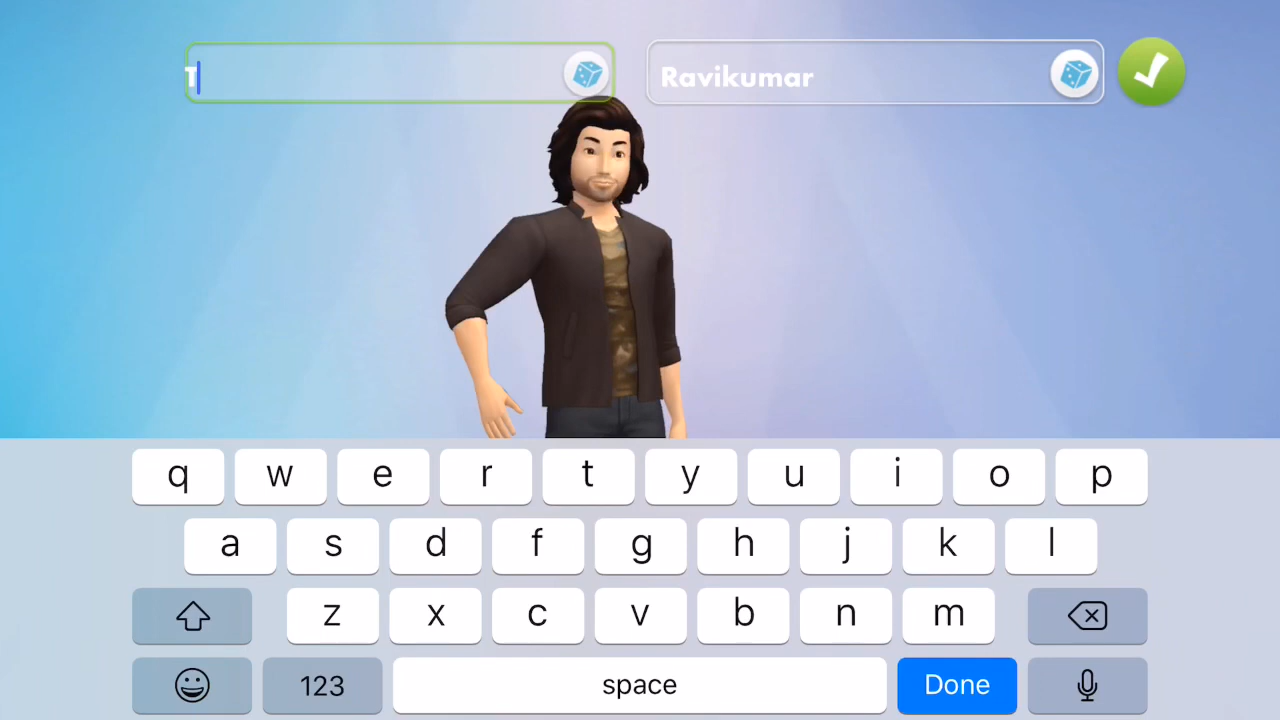 T
Ravikumar
q w e r t y u i o p
a s d f g h j k l
z x c v b n m
123 space Done